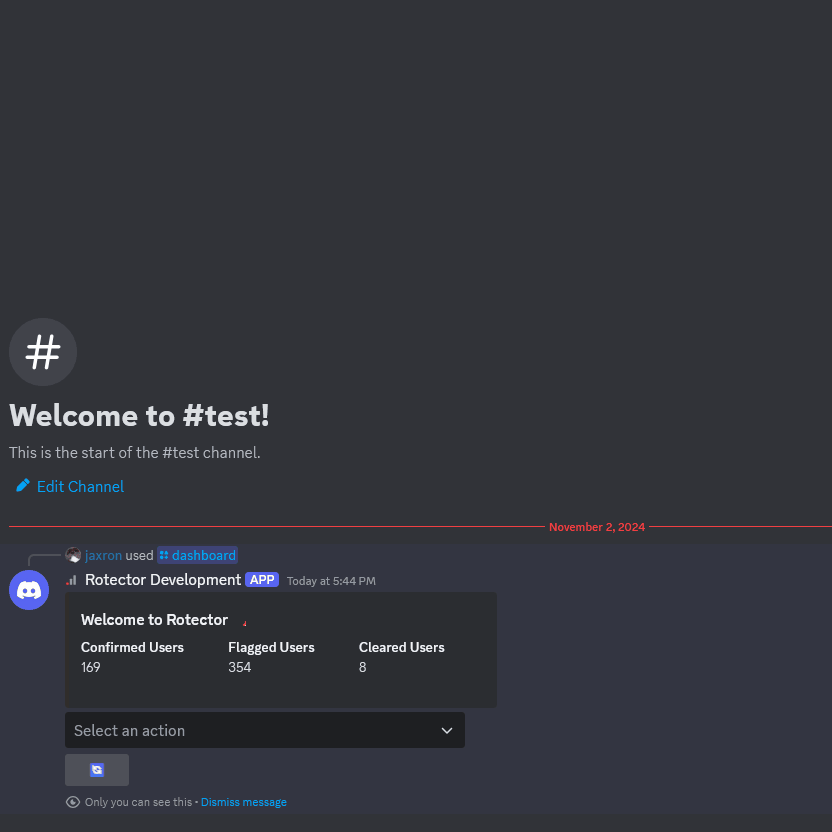 Welcome to #test!
This is the start of the #test channel.
Edit Channel
November 2, 2024
jaxron used dashboard
Rotector Development APP Today at 5:44 PM
Welcome to Rotector
Confirmed Users Flagged Users Cleared Users
169 354 8
Select an action
Only you can see this • Dismiss message